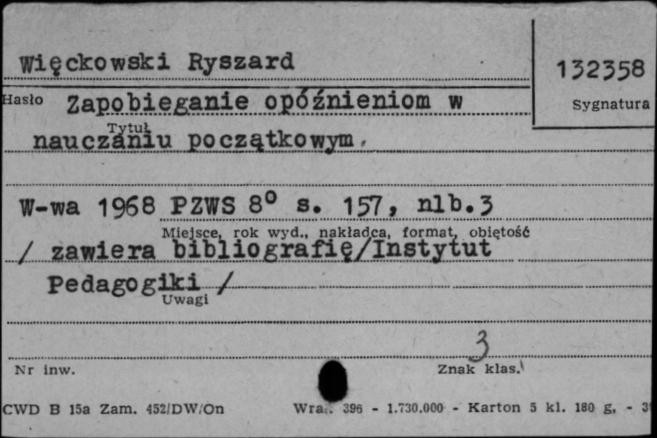 Więckowski Ryszard
132358
Hasło Zapobieganie opóźnieniom w
Sygnatura
Tytuł
nauczaniu początkowym.
W-wa 1968 PZWS 8° s. 157, nlb.3
Miejsce, rok wyd., nakładca, format, objętość
/ zawiera bibliografię/Instytut
Pedagogiki /
Uwagi
3
Nr inw.
Znak klas.
CWD B 15a Zam. 452/DW/On
396 - 1.730.000 - Karton 5 kl. 180 g. -